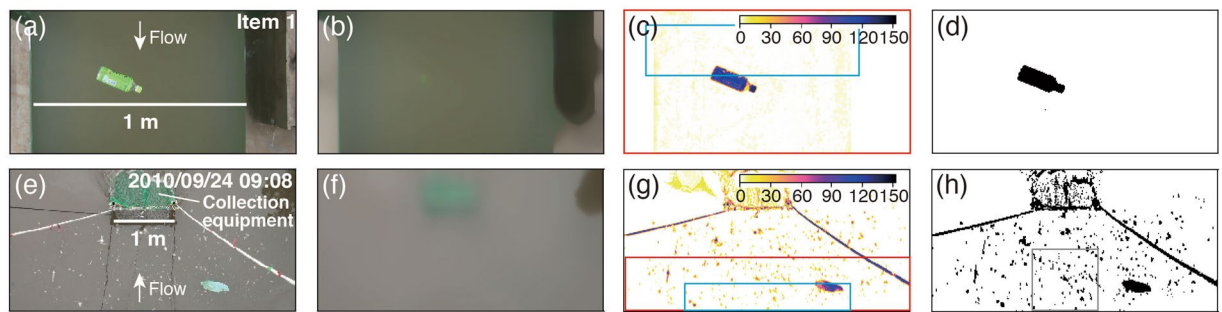 (a)
Item 1
Flow
1 m
(b)
(c)
0 30 60 90 120 150
(d)
(e)
2010/09/24 09:08
Collection
equipment
1 m
Flow
(f)
(g)
0 30 60 90 120 150
(h)